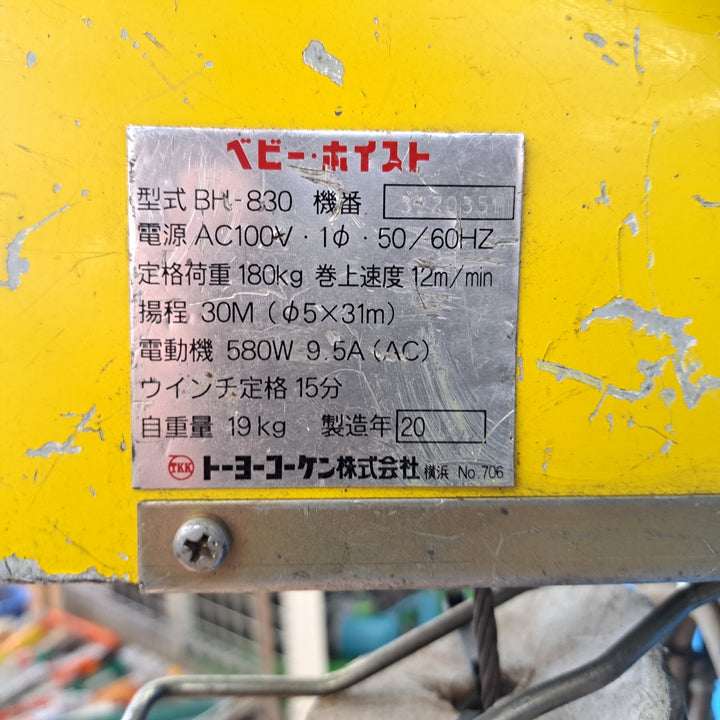 ベビー・ホイスト
型式 BH-830 機番
電源 AC100V・1φ・50/60HZ
定格荷重 180kg 巻上速度 12m/min
揚程 30M (φ5×31m)
電動機 580W 9.5A (AC)
ウインチ定格 15分
自重量 19kg 製造年 20
TKK トーヨーコーケン株式会社 横浜 No.706